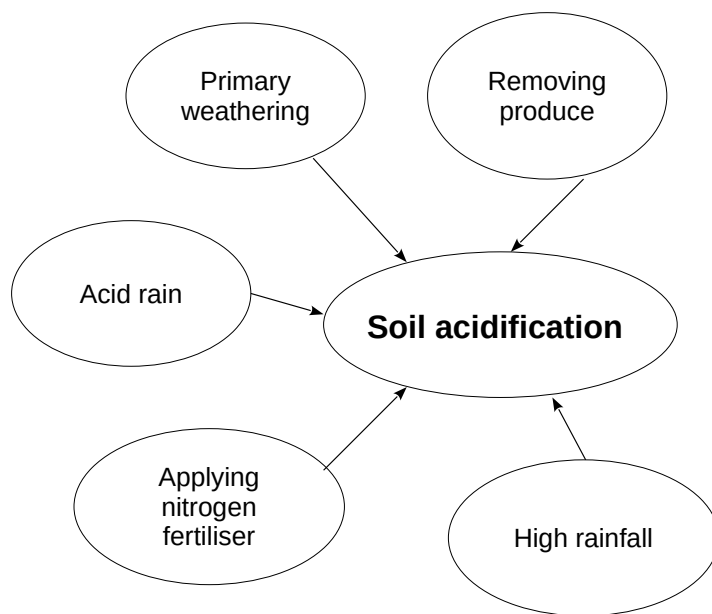 Primary
weathering
Removing
produce
Acid rain
Soil acidification
Applying
nitrogen
fertiliser
High rainfall